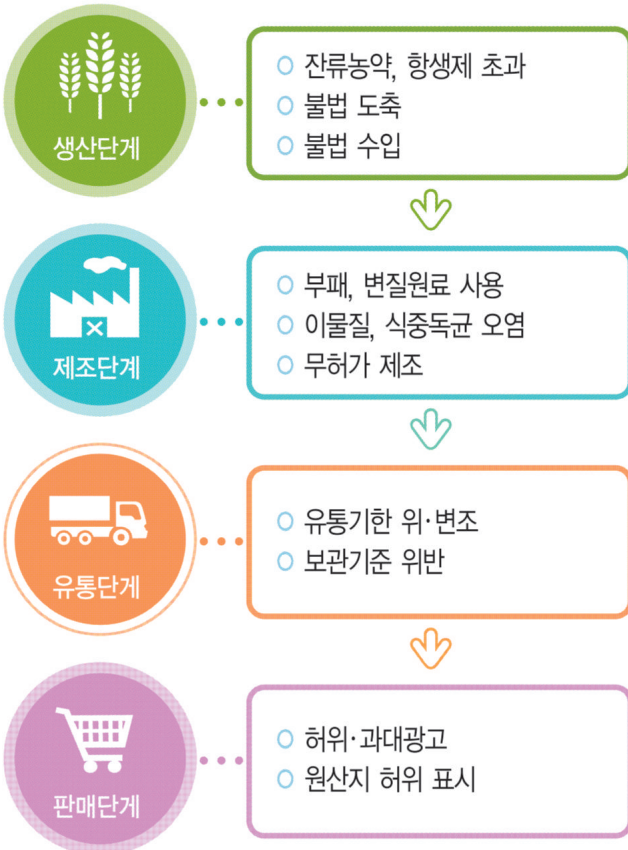 생산단계
잔류농약, 항생제 초과
불법 도축
불법 수입
제조단계
부패, 변질원료 사용
이물질, 식중독균 오염
무허가 제조
유통단계
유통기한 위·변조
보관기준 위반
판매단계
허위·과대광고
원산지 허위 표시